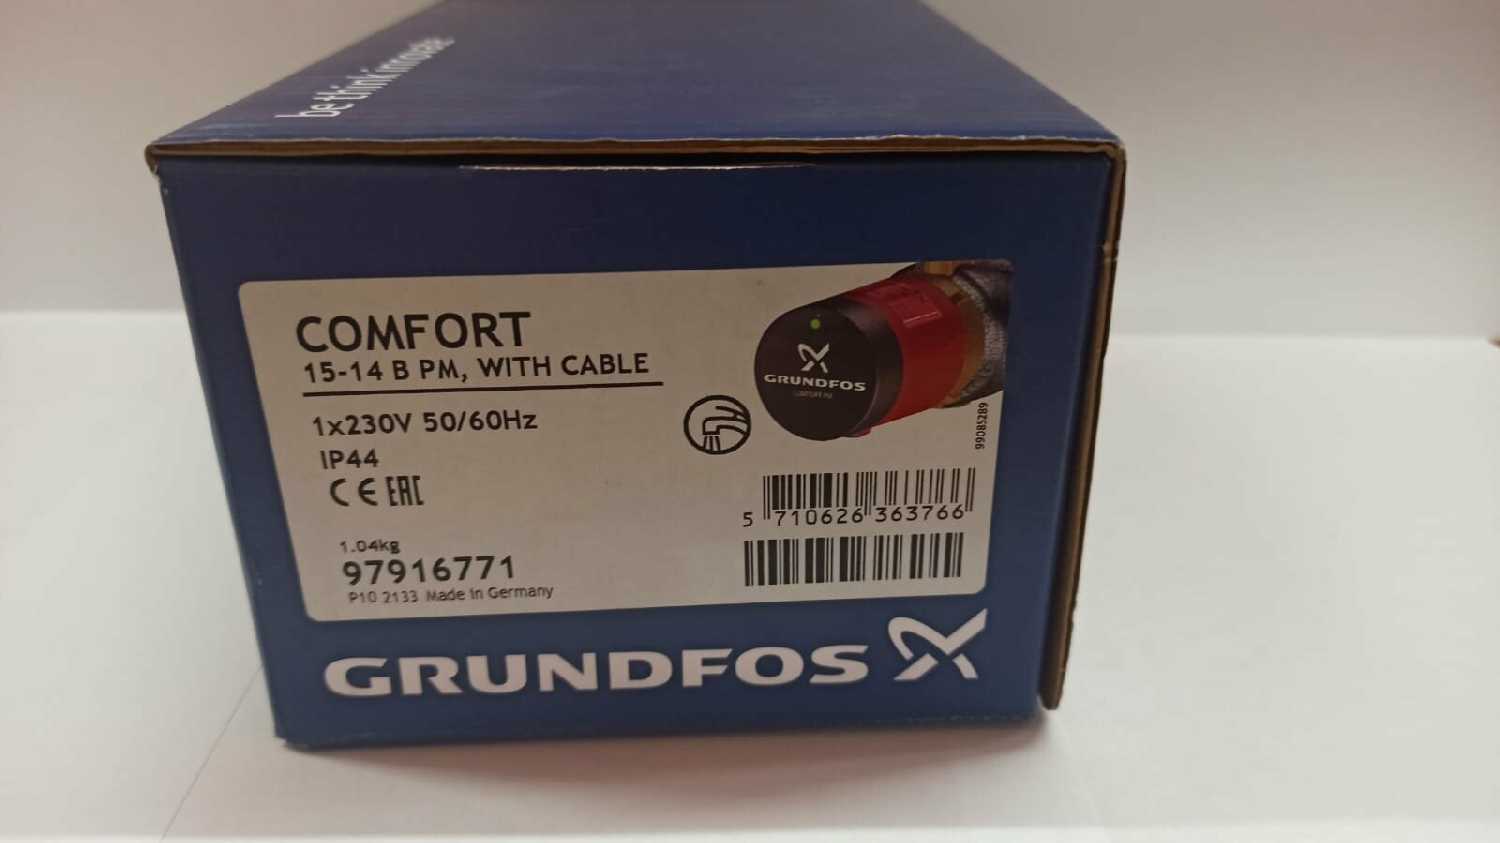 be think innovate
COMFORT
15-14 B PM, WITH CABLE
1x230V 50/60Hz
IP44
CE EAC
GRUNDFOS
99085289
5 710626 363766
1.04kg
97916771
P10 2133 Made in Germany
GRUNDFOS